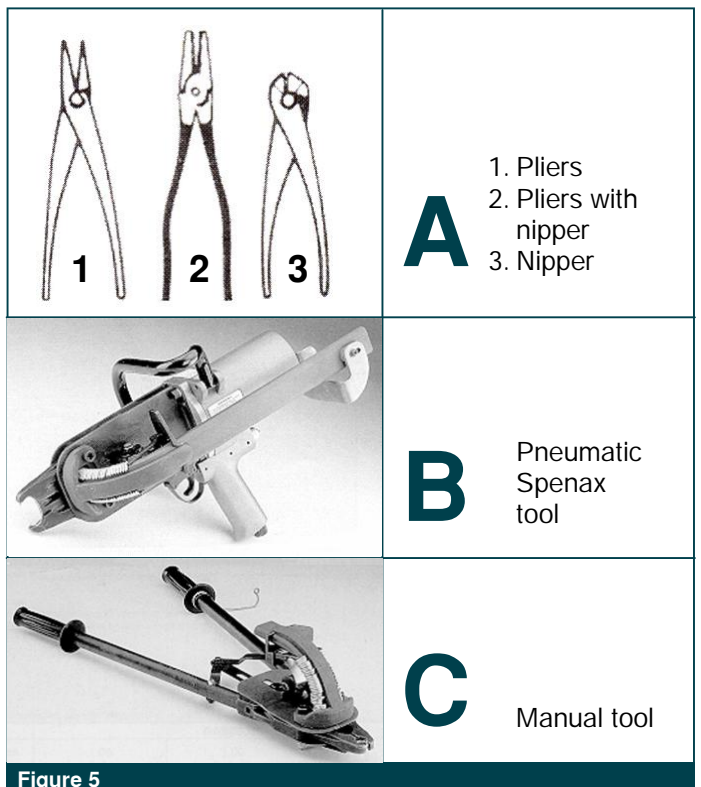 1 2 3
A
1. Pliers
2. Pliers with
nipper
3. Nipper
B
Pneumatic
Spenax
tool
C
Manual tool
Figure 5